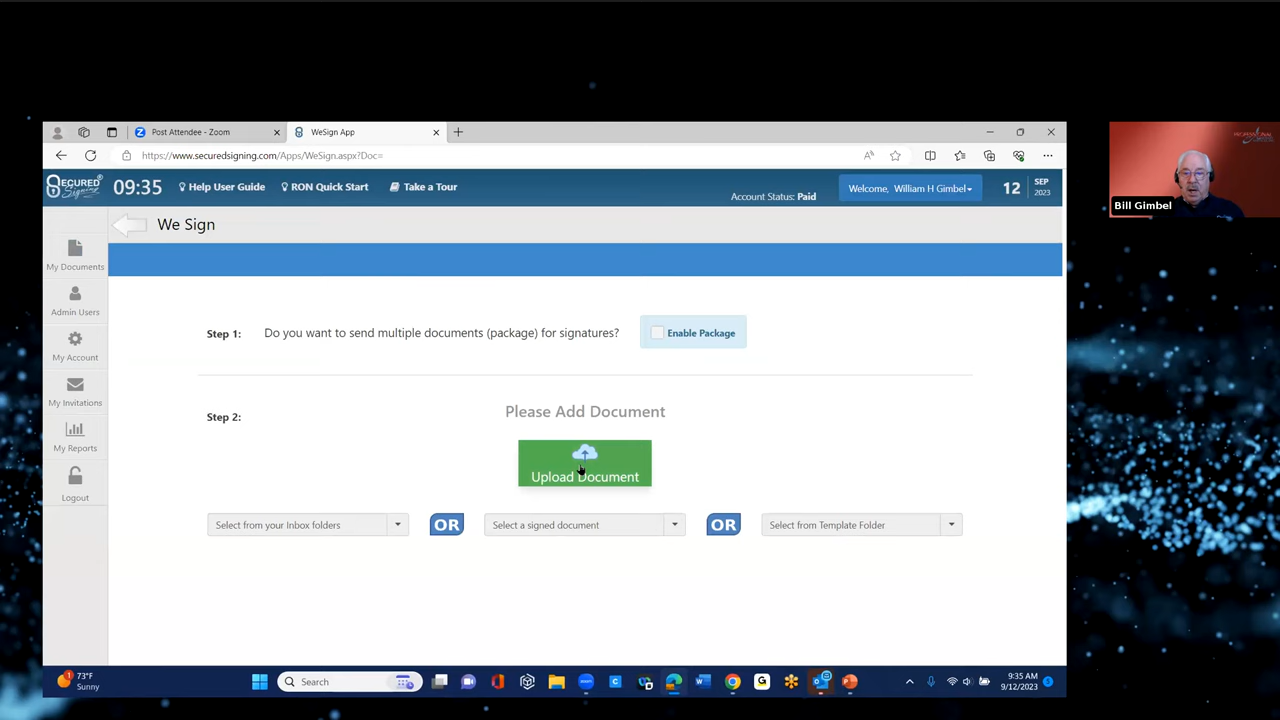 Post Attendee - Zoom
WeSign App
https://www.securedsigning.com/Apps/WeSign.aspx?Doc=
SECURED
SIGNING
09:35
Help User Guide
RON Quick Start
Take a Tour
Account Status: Paid
Welcome, William H Gimbel
12
SEP
2023
We Sign
My Documents
Admin Users
My Account
My Invitations
My Reports
Logout
Step 1:
Do you want to send multiple documents (package) for signatures?
Enable Package
Step 2:
Please Add Document
Upload Document
Select from your Inbox folders
OR
Select a signed document
OR
Select from Template Folder
Bill Gimbel
1
73°F
Sunny
Search
9:35 AM
9/12/2023